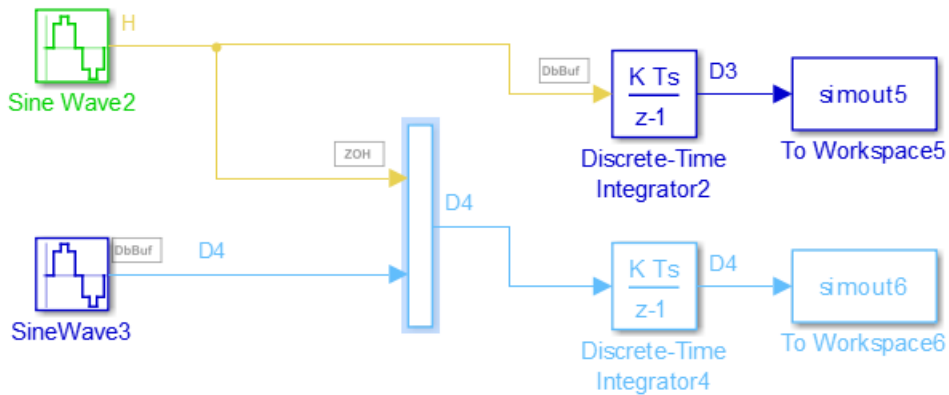 H
Sine Wave2
DbBuf
K Ts
z-1
D3
simout5
Discrete-Time
Integrator2
To Workspace5
ZOH
D4
DbBuf
D4
SineWave3
K Ts
z-1
D4
simout6
Discrete-Time
Integrator4
To Workspace6